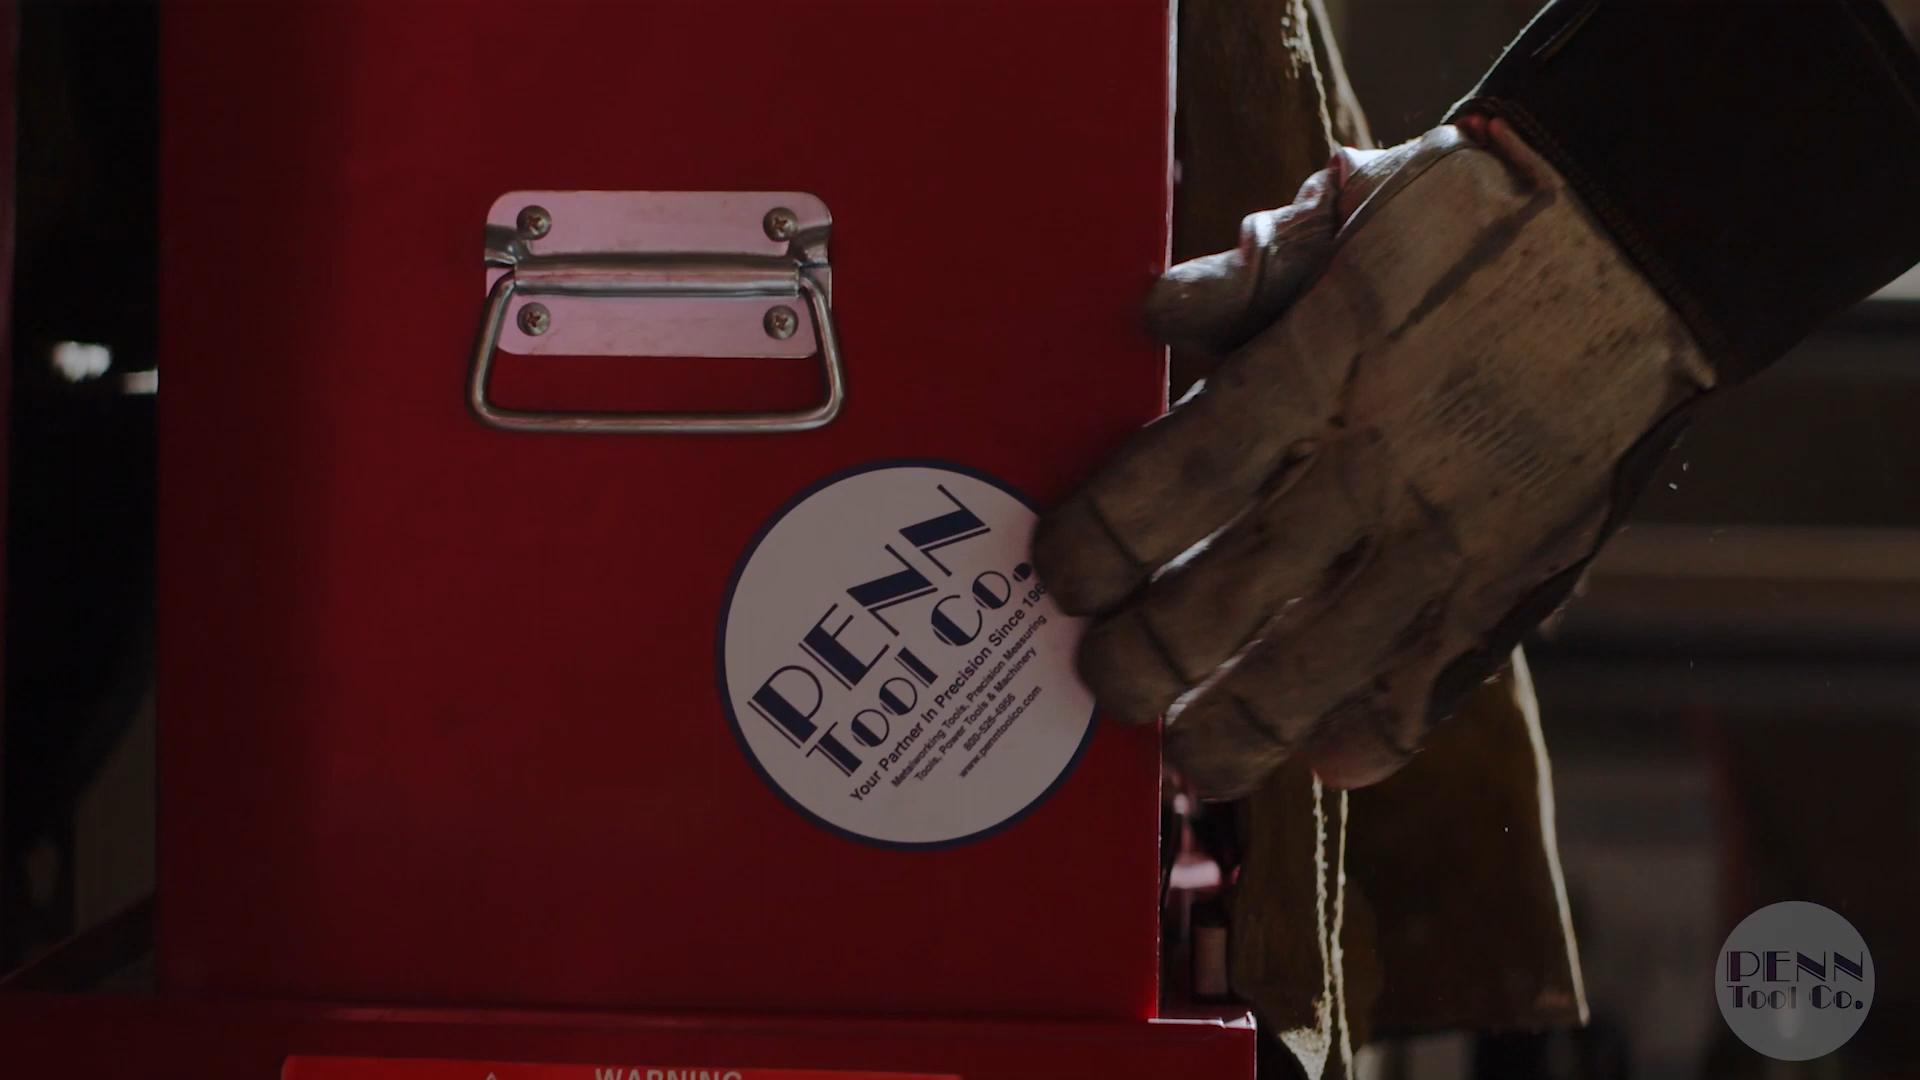 PENN
Tool Co.
Your Partner In Precision Since 196
Metalworking Tools, Precision Measuring
Tools, Power Tools & Machinery
800-526-4956
www.penntoolco.com
WARNING
PENN
Tool Co.